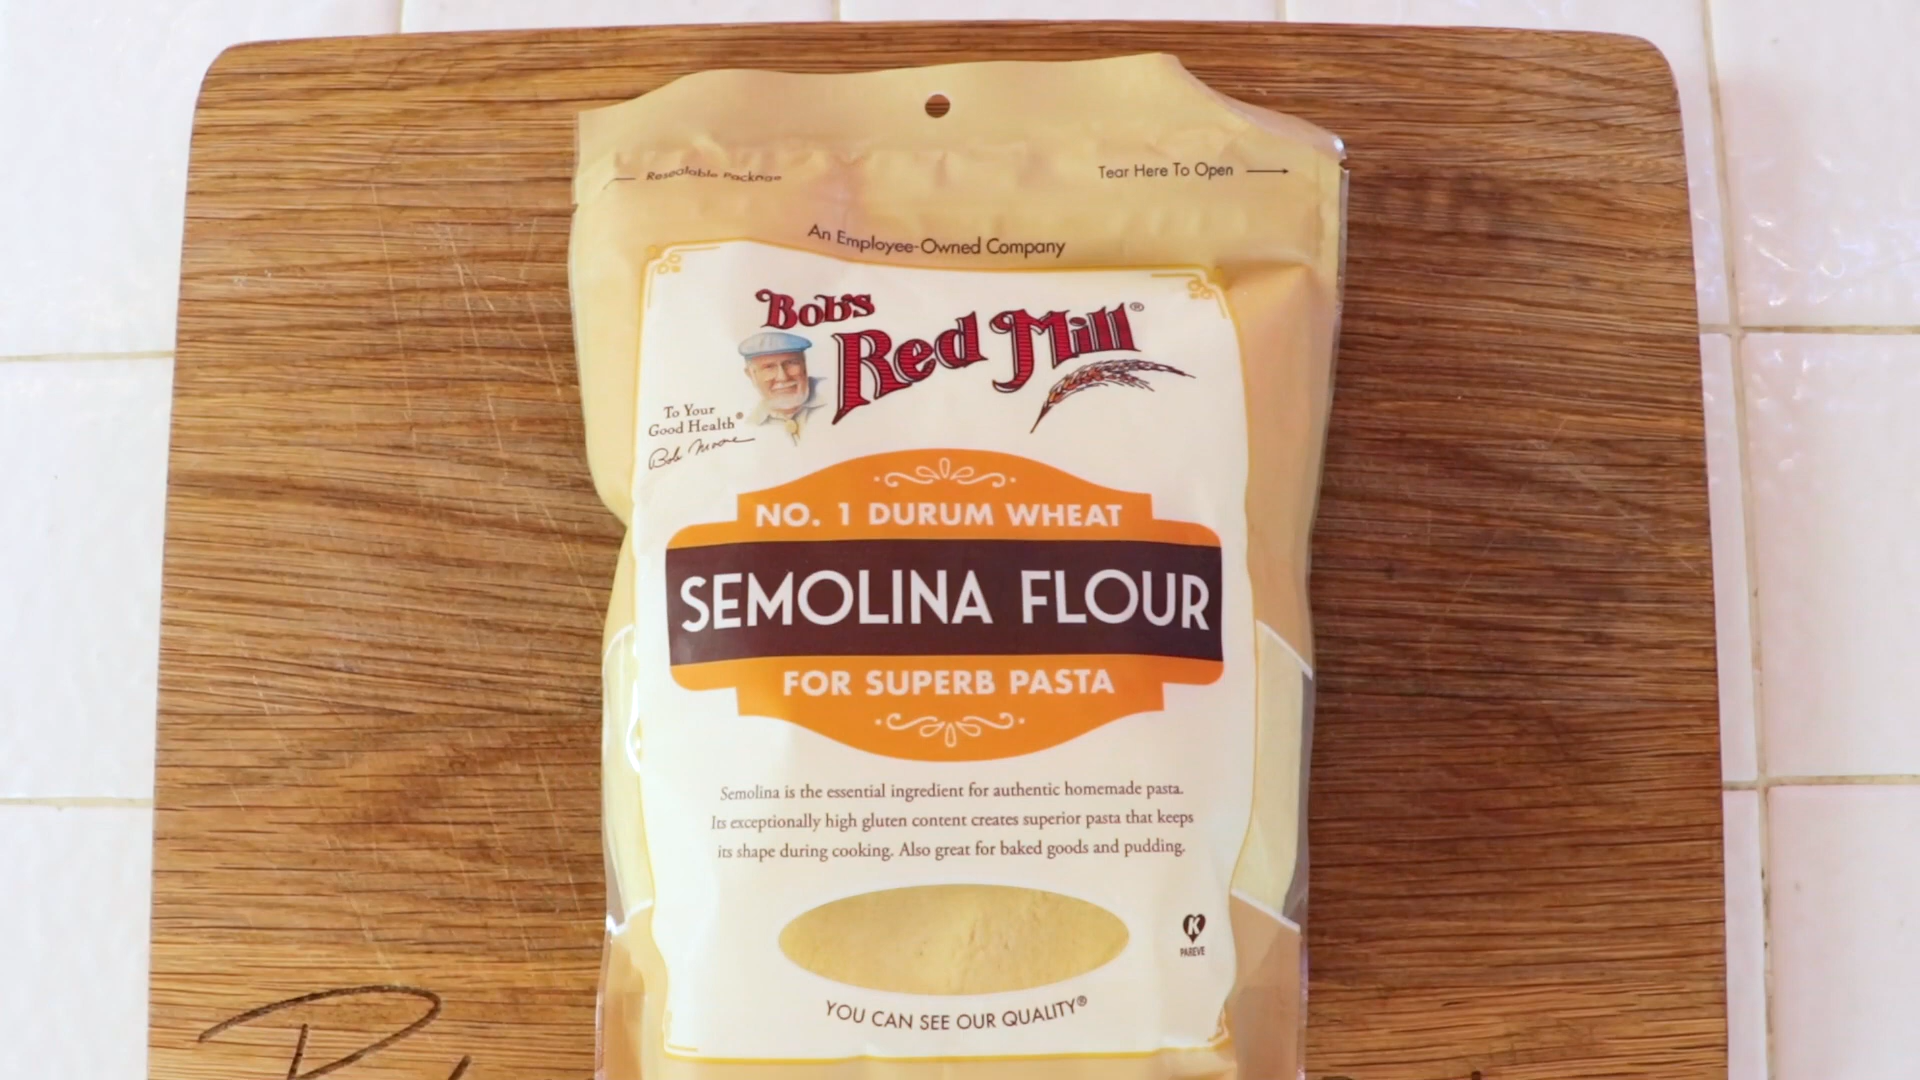 Resealable Package
Tear Here To Open
An Employee-Owned Company
Bob's
Red Mill®
To Your
Good Health®
Bob Moore
NO. 1 DURUM WHEAT
SEMOLINA FLOUR
FOR SUPERB PASTA
Semolina is the essential ingredient for authentic homemade pasta.
Its exceptionally high gluten content creates superior pasta that keeps
its shape during cooking. Also great for baked goods and pudding.
K
PAREVE
YOU CAN SEE OUR QUALITY®